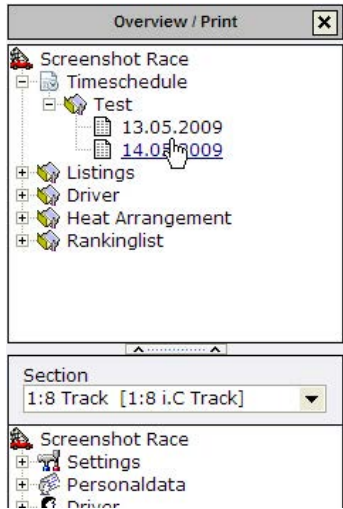 Overview / Print
Screenshot Race
Timeschedule
Test
13.05.2009
Listings
Driver
Heat Arrangement
Rankinglist
Section
1:8 Track [1:8 i.C Track]
Screenshot Race
Settings
Personaldata
Driver